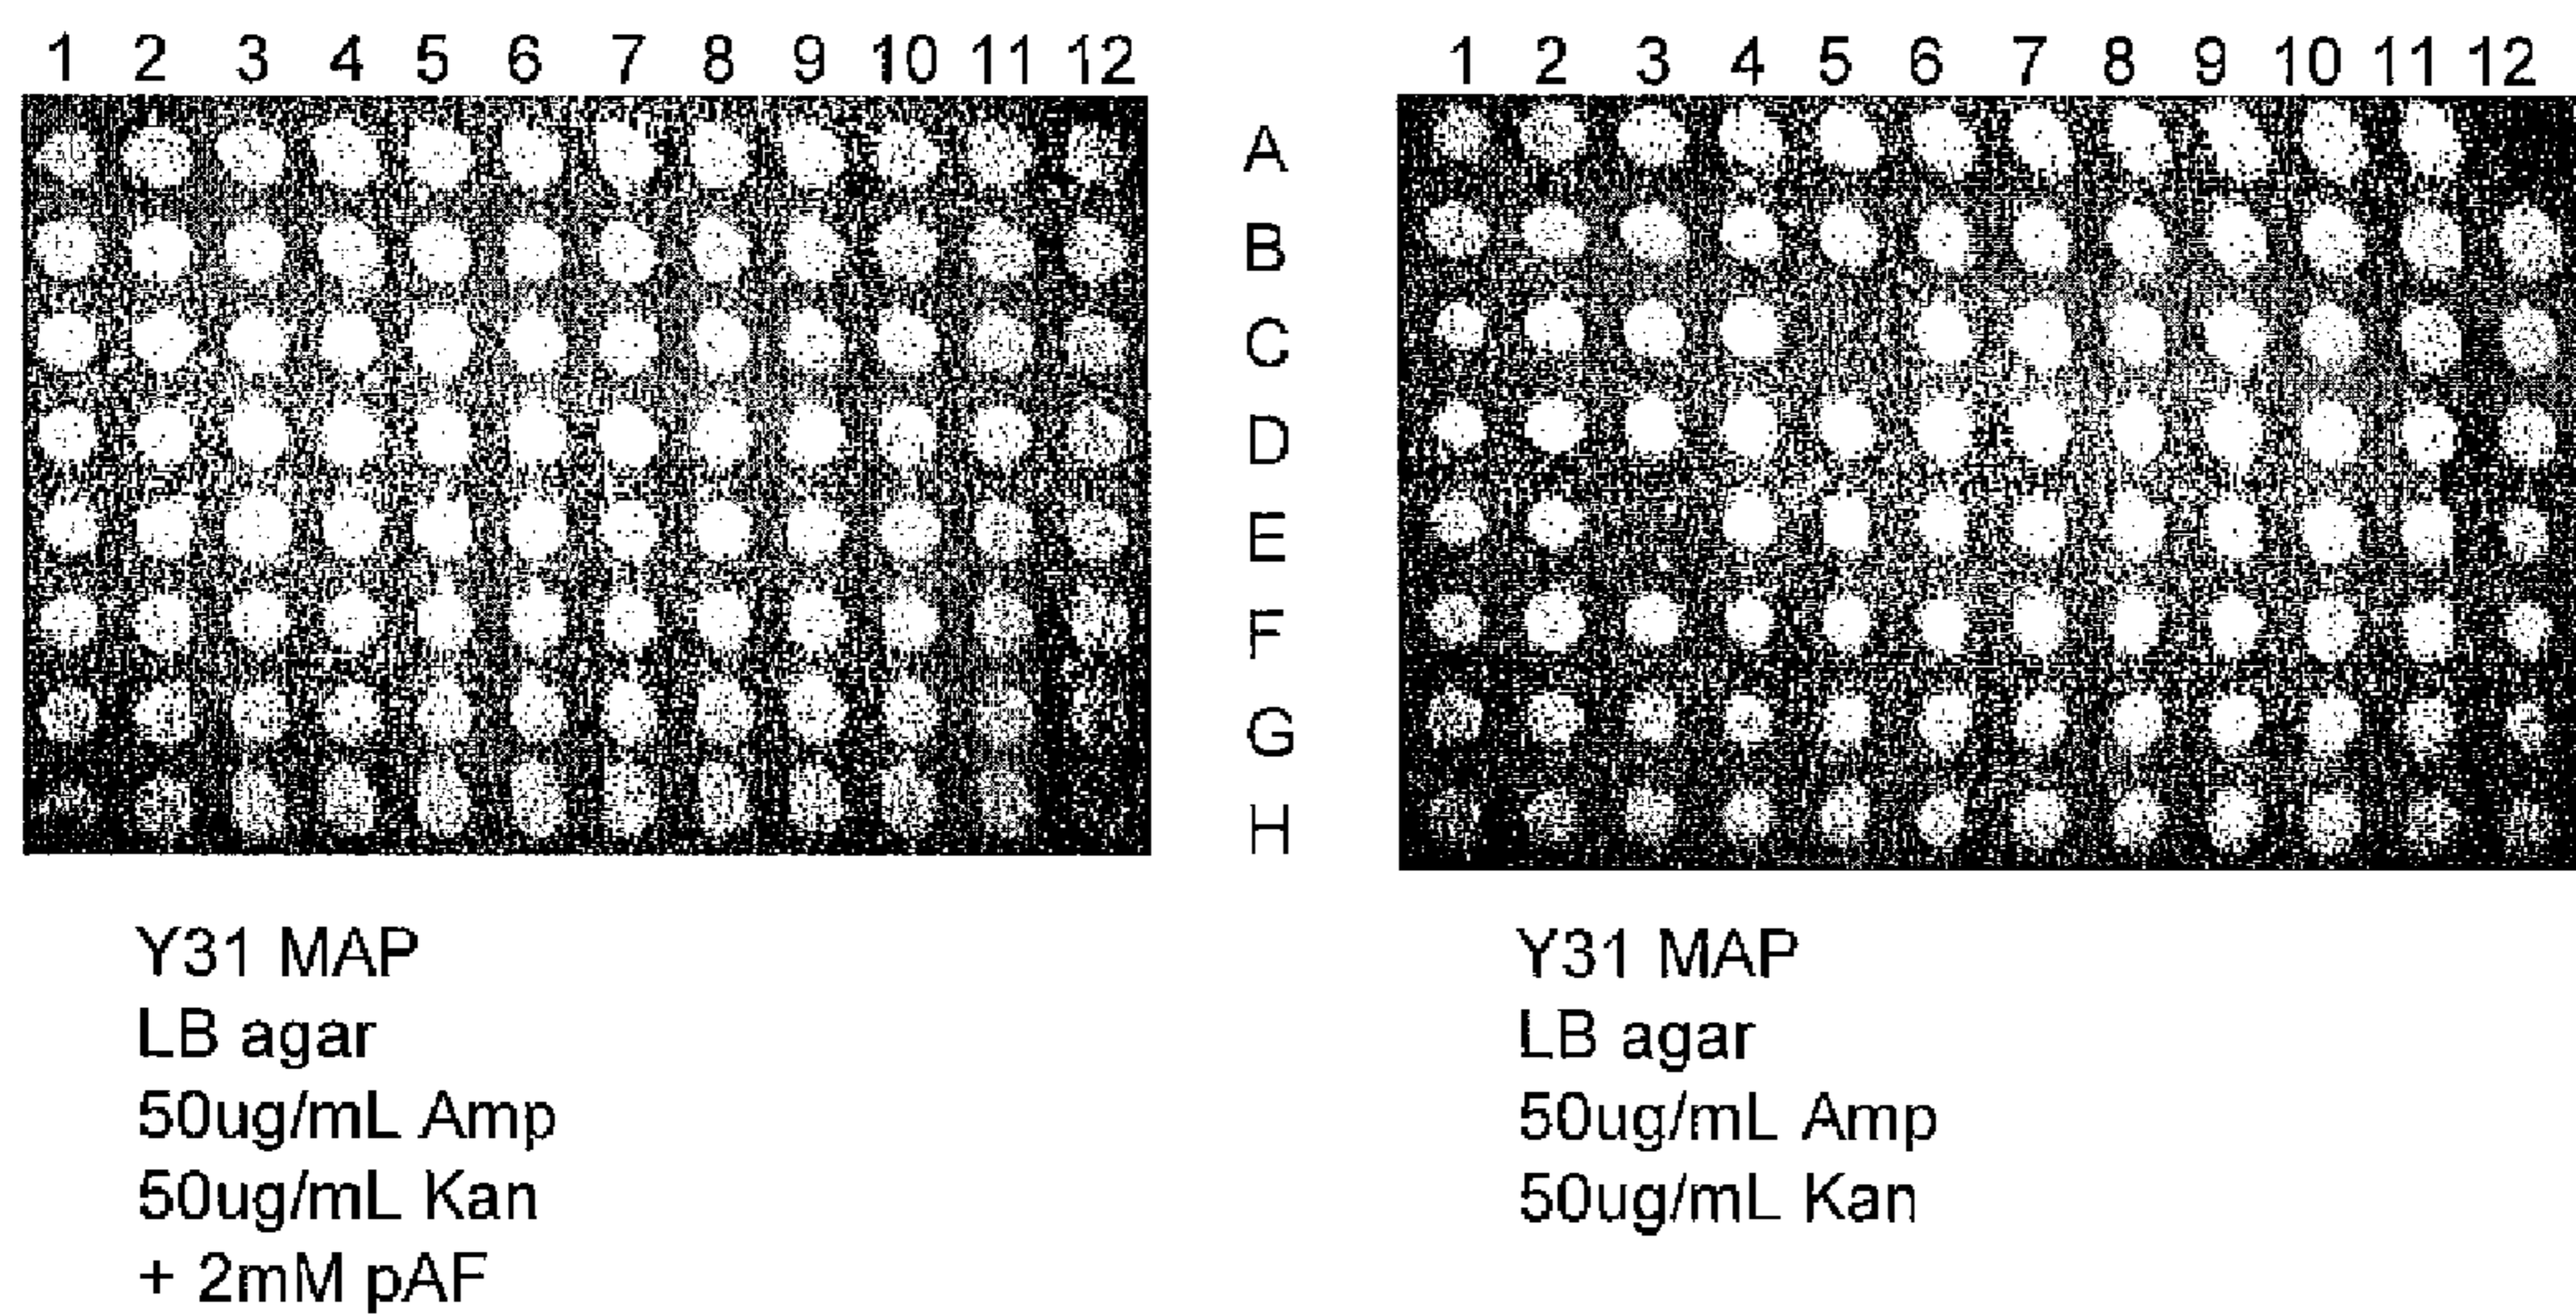 1 2 3 4 5 6 7 8 9 10 11 12
1 2 3 4 5 6 7 8 9 10 11 12
A
B
C
D
E
F
G
H
Y31 MAP
LB agar
50ug/mL Amp
50ug/mL Kan
+ 2mM pAF
Y31 MAP
LB agar
50ug/mL Amp
50ug/mL Kan